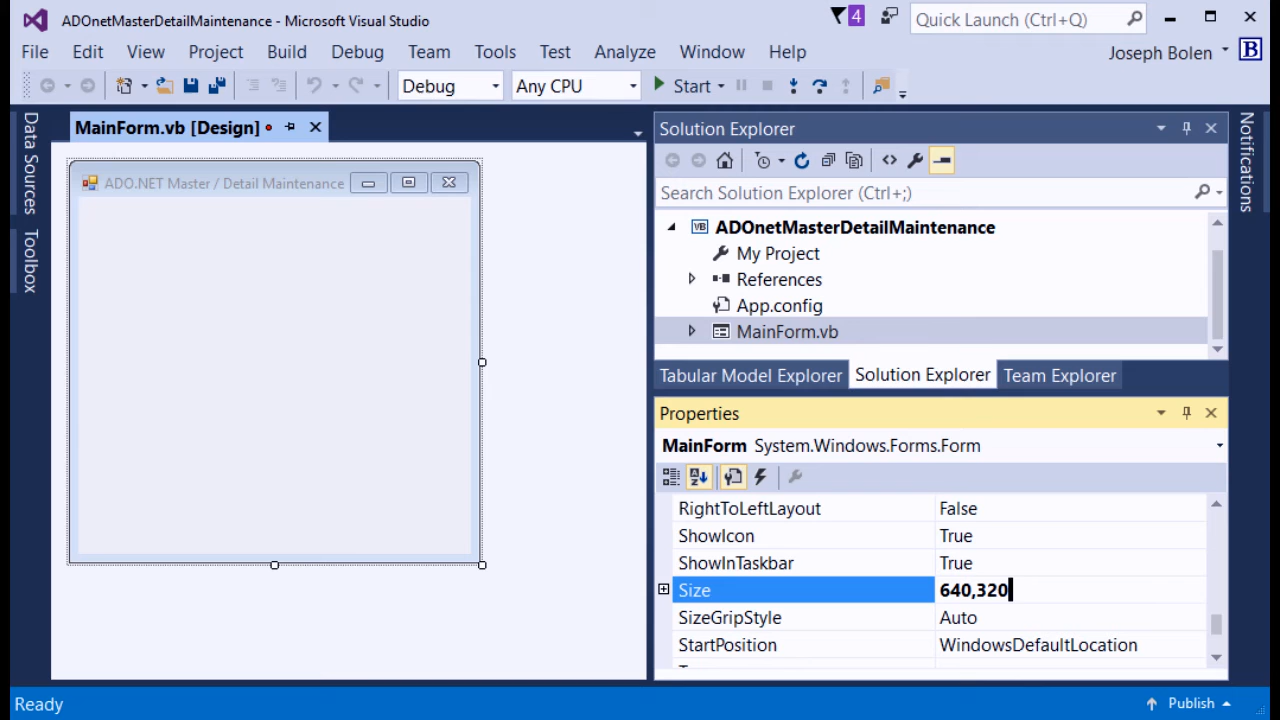 ADOnetMasterDetailMaintenance - Microsoft Visual Studio
4
Quick Launch (Ctrl+Q)
File Edit View Project Build Debug Team Tools Test Analyze Window Help
Joseph Bolen
B
Debug
Any CPU
Start
Data Sources
Toolbox
MainForm.vb [Design]
ADO.NET Master / Detail Maintenance
Solution Explorer
Search Solution Explorer (Ctrl+;)
VB ADOnetMasterDetailMaintenance
My Project
References
App.config
MainForm.vb
Tabular Model Explorer Solution Explorer Team Explorer
Properties
MainForm System.Windows.Forms.Form
RightToLeftLayout False
ShowIcon True
ShowInTaskbar True
Size 640,320
SizeGripStyle Auto
StartPosition WindowsDefaultLocation
Notifications
Ready
Publish